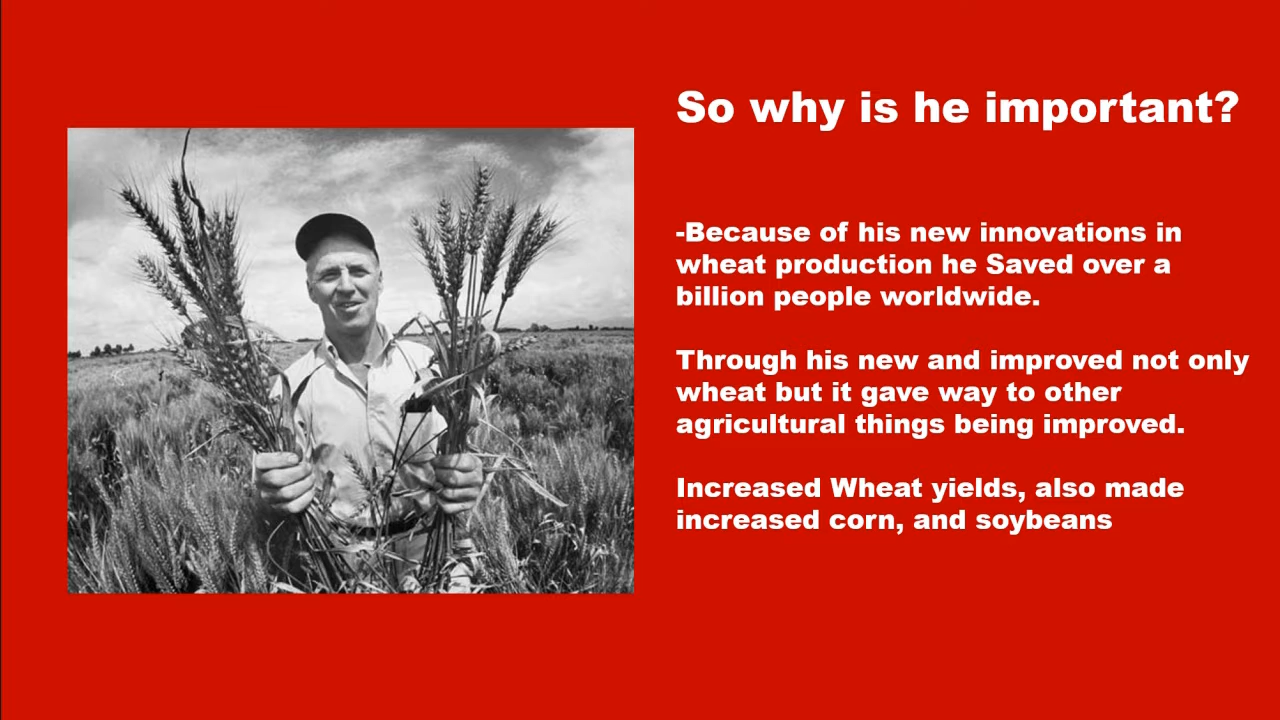 So why is he important?
-Because of his new innovations in
wheat production he Saved over a
billion people worldwide.
Through his new and improved not only
wheat but it gave way to other
agricultural things being improved.
Increased Wheat yields, also made
increased corn, and soybeans